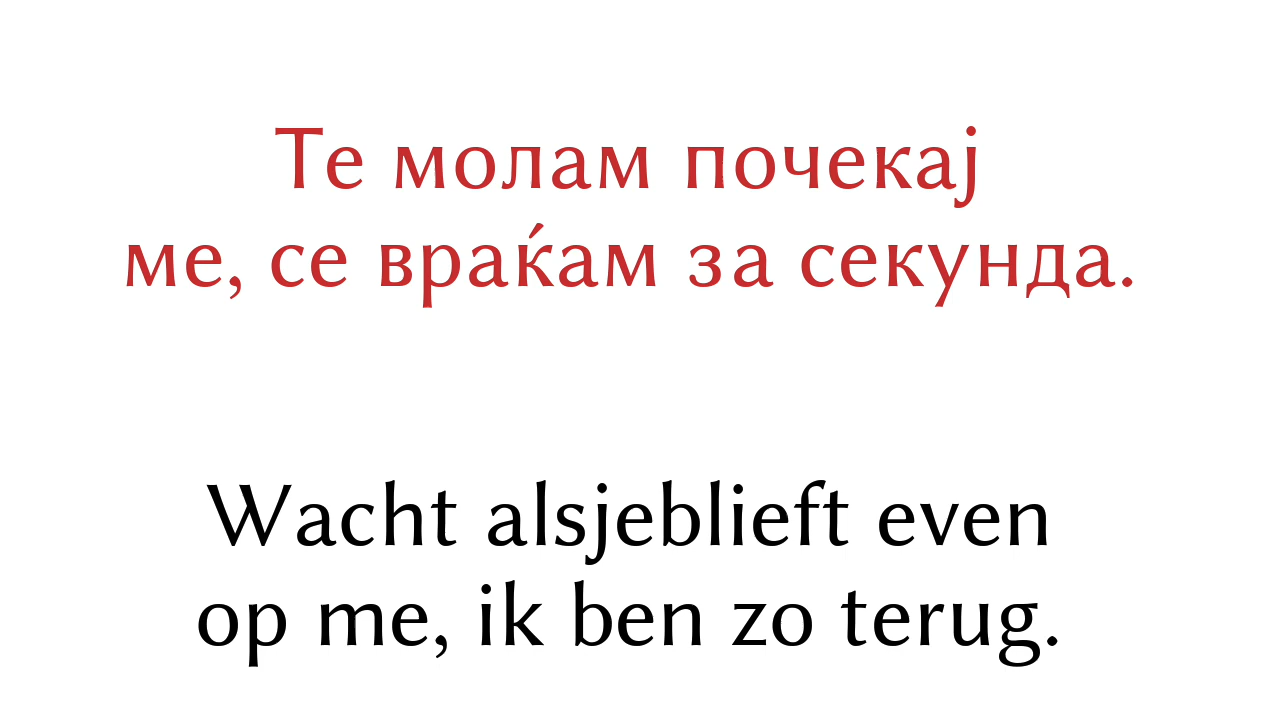 Те молам почекај
ме, се враќам за секунда.
Wacht alsjeblieft even
op me, ik ben zo terug.